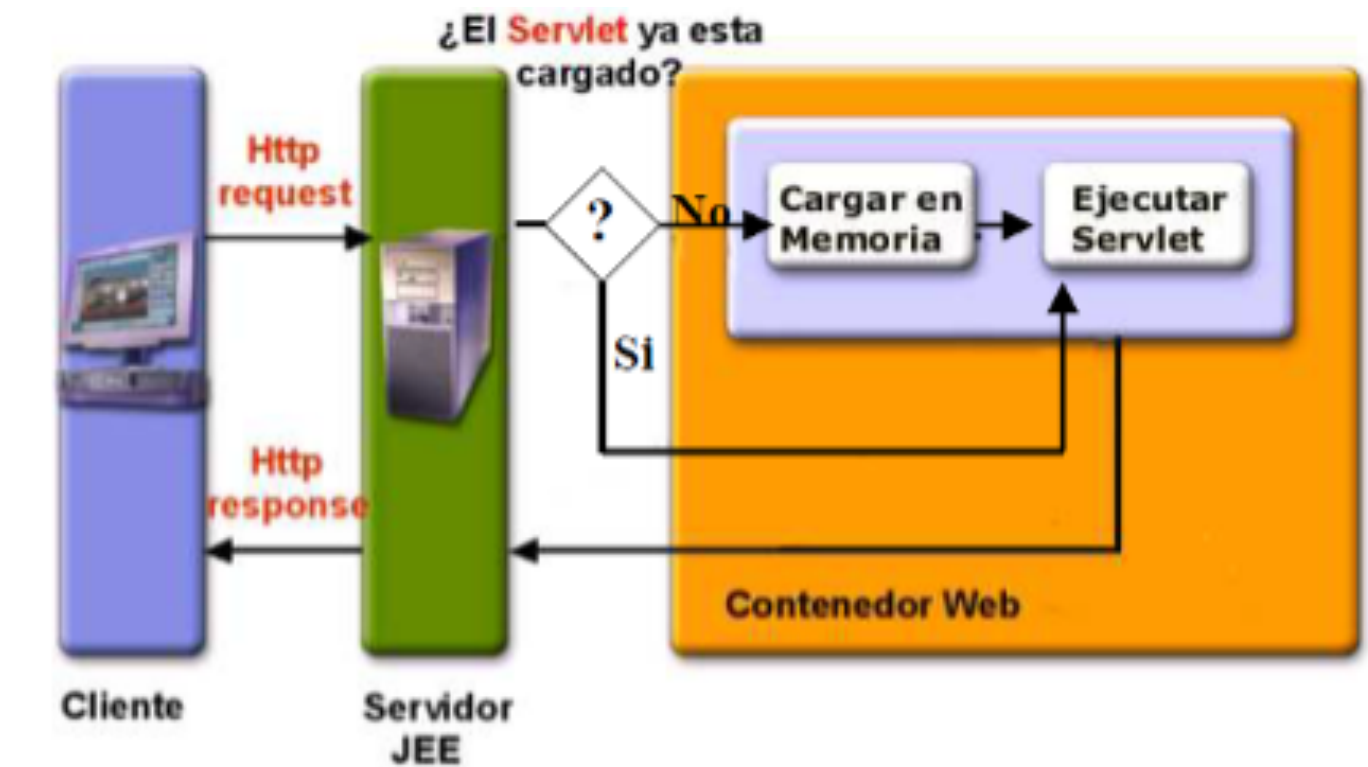 ¿El Servlet ya esta
cargado?
Http
request
?
No
Cargar en
Memoria
Ejecutar
Servlet
Si
Http
response
Contenedor Web
Cliente
Servidor
JEE